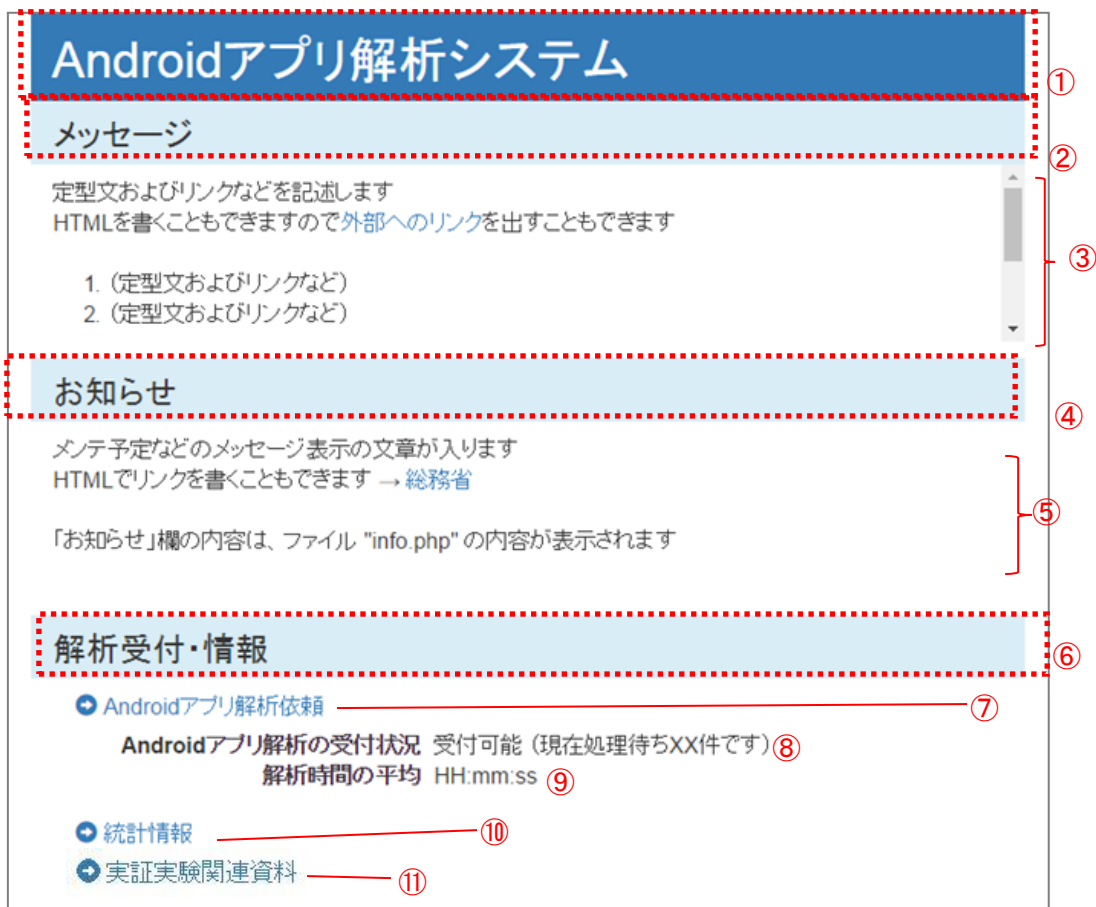 Androidアプリ解析システム
①
メッセージ
②
定型文およびリンクなどを記述します
HTMLを書くこともできますので外部へのリンクを出すこともできます
③
1. (定型文およびリンクなど)
2. (定型文およびリンクなど)
お知らせ
④
メンテ予定などのメッセージ表示の文章が入ります
HTMLでリンクを書くこともできます → 総務省
⑤
「お知らせ」欄の内容は、ファイル "info.php" の内容が表示されます
解析受付・情報
⑥
Androidアプリ解析依頼
⑦
Androidアプリ解析の受付状況 受付可能 (現在処理待ちXX件です) ⑧
解析時間の平均 HH:mm:ss ⑨
統計情報 ⑩
実証実験関連資料 ⑪